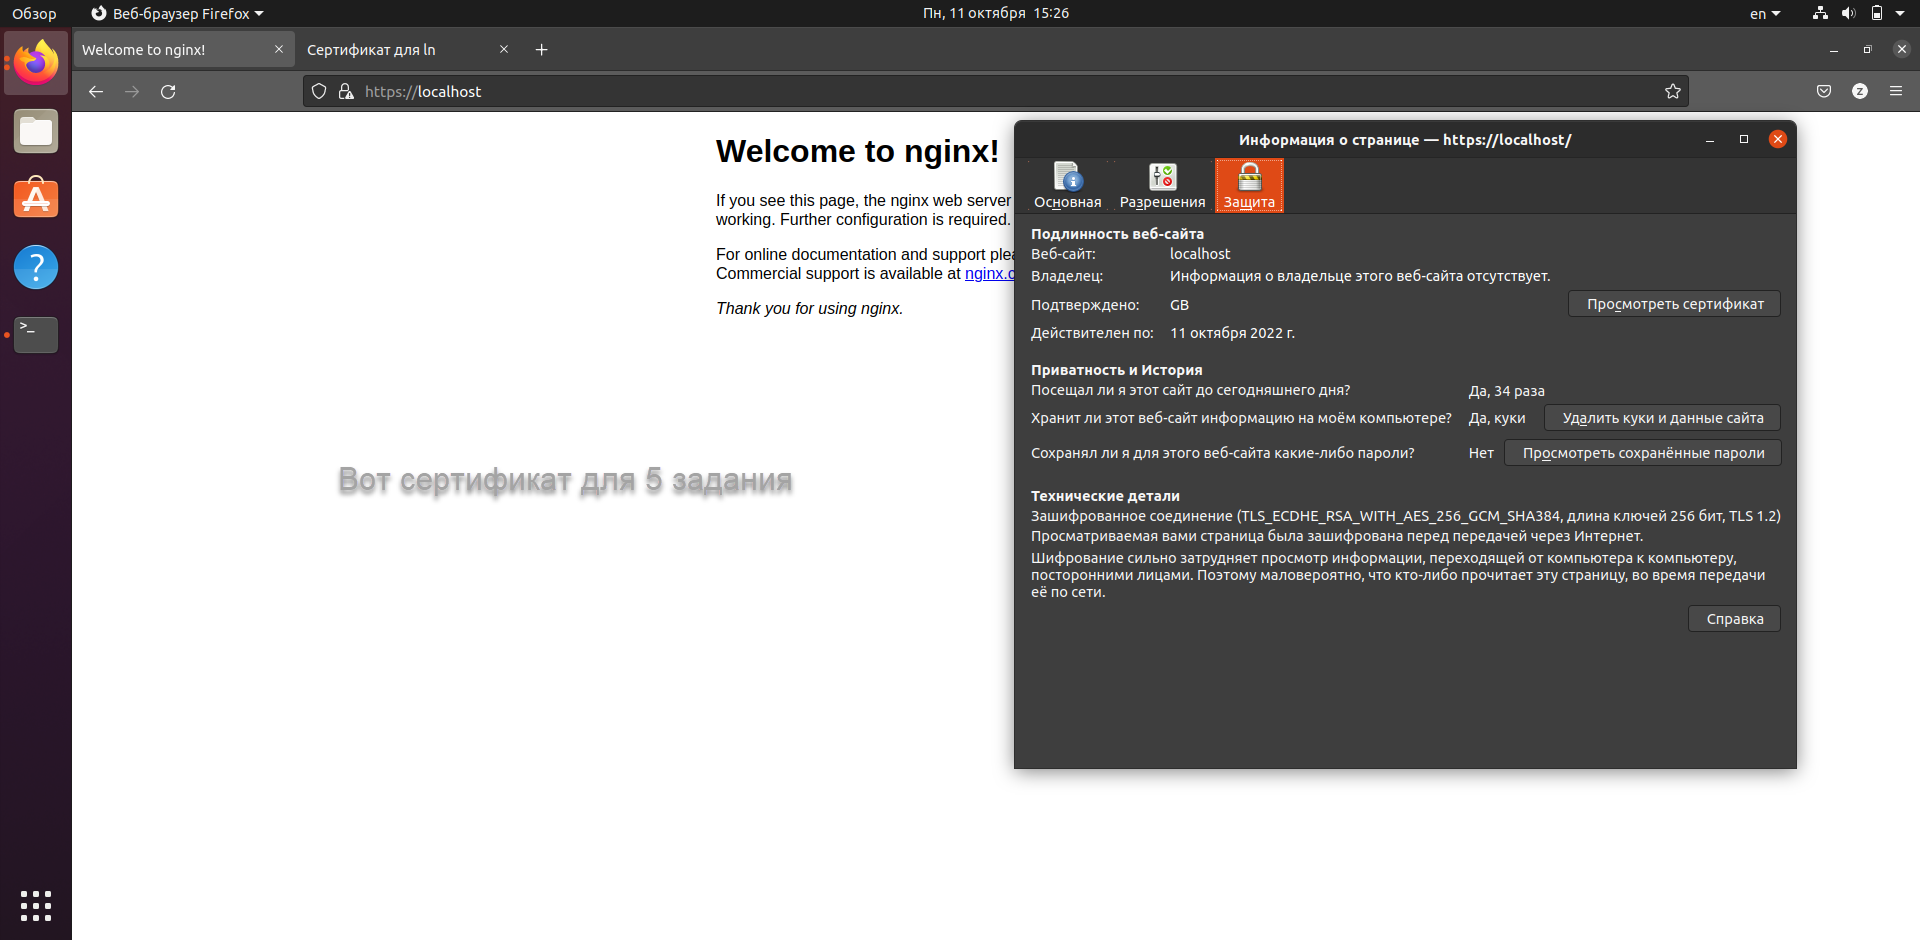 Обзор
Веб-браузер Firefox
Пн, 11 октября 15:26
en
Welcome to nginx!
Сертификат для ln
https://localhost
Z
Welcome to nginx!
If you see this page, the nginx web server
working. Further configuration is required.
For online documentation and support plea
Commercial support is available at nginx.c
Thank you for using nginx.
Вот сертификат для 5 задания
Информация о странице — https://localhost/
Основная
Разрешения
Защита
Подлинность веб-сайта
Веб-сайт: localhost
Владелец: Информация о владельце этого веб-сайта отсутствует.
Подтверждено: GB
Просмотреть сертификат
Действителен по: 11 октября 2022 г.
Приватность и История
Посещал ли я этот сайт до сегодняшнего дня? Да, 34 раза
Хранит ли этот веб-сайт информацию на моём компьютере? Да, куки
Удалить куки и данные сайта
Сохранял ли я для этого веб-сайта какие-либо пароли? Нет
Просмотреть сохранённые пароли
Технические детали
Зашифрованное соединение (TLS_ECDHE_RSA_WITH_AES_256_GCM_SHA384, длина ключей 256 бит, TLS 1.2)
Просматриваемая вами страница была зашифрована перед передачей через Интернет.
Шифрование сильно затрудняет просмотр информации, переходящей от компьютера к компьютеру,
посторонними лицами. Поэтому маловероятно, что кто-либо прочитает эту страницу, во время передачи
её по сети.
Справка